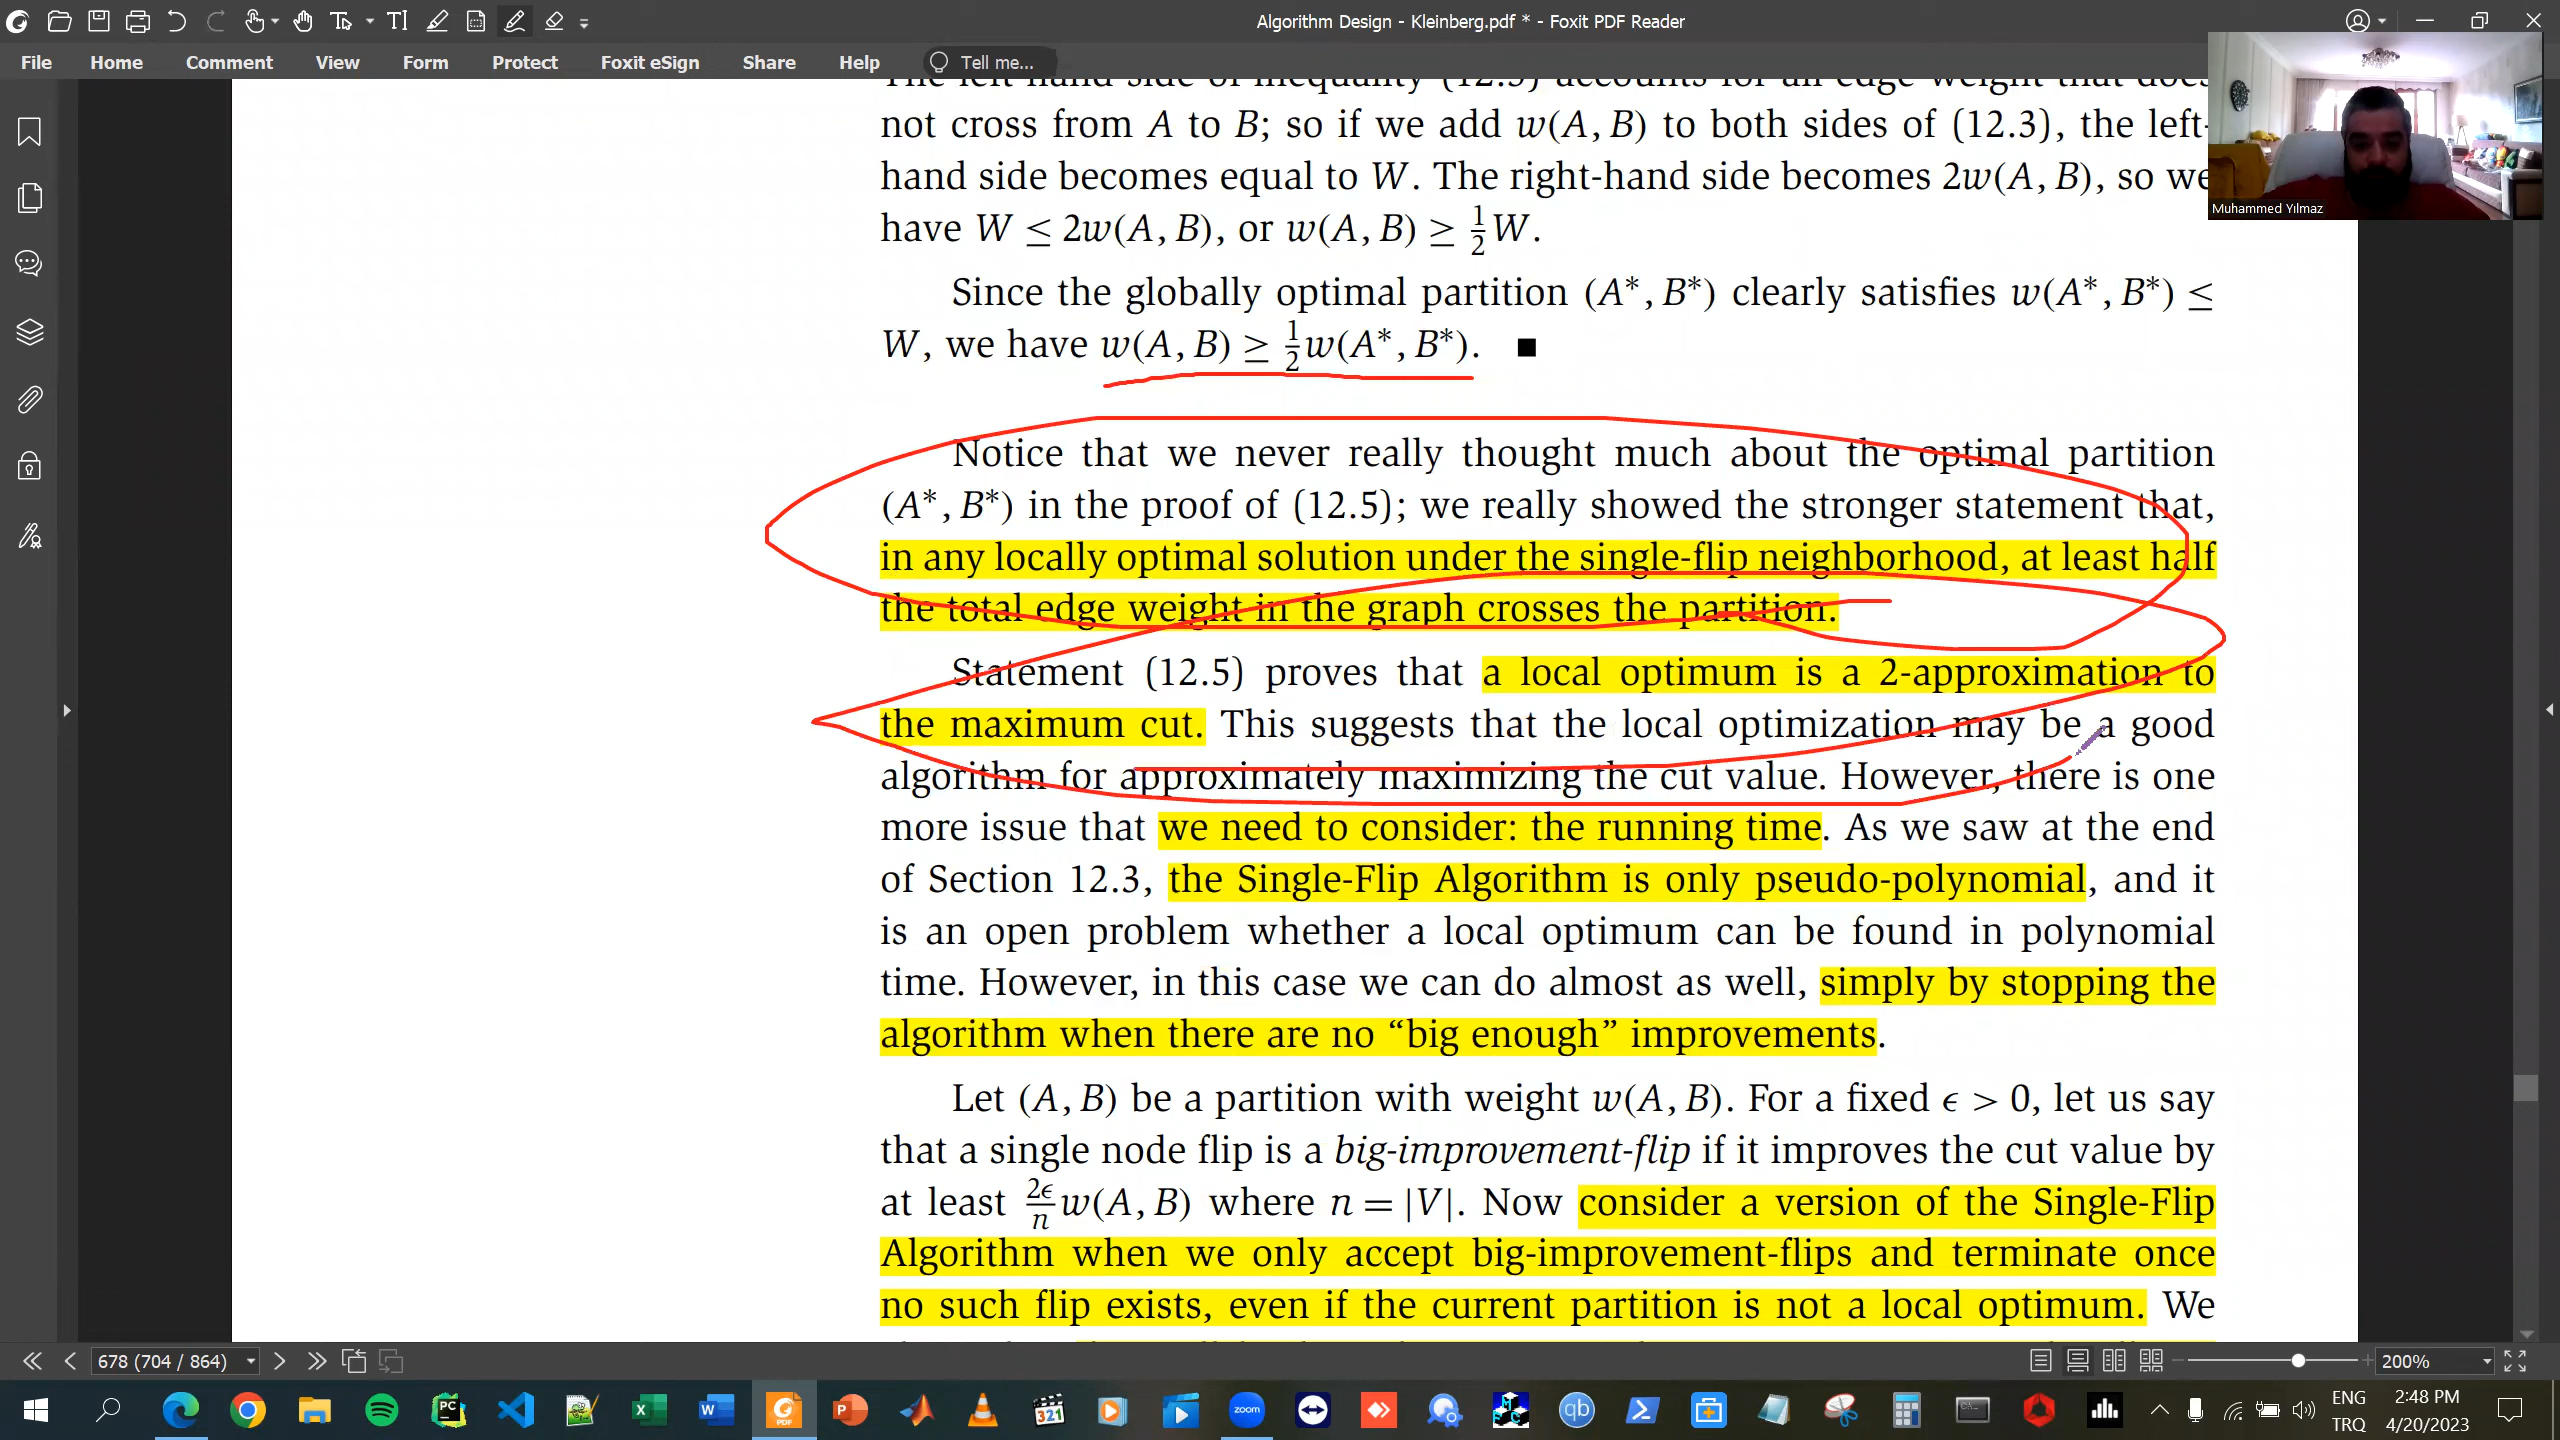 Algorithm Design - Kleinberg.pdf * - Foxit PDF Reader
File Home Comment View Form Protect Foxit eSign Share Help Tell me...
Muhammed Yılmaz
not cross from A to B; so if we add w(A, B) to both sides of (12.3), the left-
hand side becomes equal to W. The right-hand side becomes 2w(A, B), so we
have W ≤ 2w(A, B), or w(A, B) ≥ ½W.
Since the globally optimal partition (A*, B*) clearly satisfies w(A*, B*) ≤
W, we have w(A, B) ≥ ½w(A*, B*). ■
Notice that we never really thought much about the optimal partition
(A*, B*) in the proof of (12.5); we really showed the stronger statement that,
in any locally optimal solution under the single-flip neighborhood, at least half
the total edge weight in the graph crosses the partition.
Statement (12.5) proves that a local optimum is a 2-approximation to
the maximum cut. This suggests that the local optimization may be a good
algorithm for approximately maximizing the cut value. However, there is one
more issue that we need to consider: the running time. As we saw at the end
of Section 12.3, the Single-Flip Algorithm is only pseudo-polynomial, and it
is an open problem whether a local optimum can be found in polynomial
time. However, in this case we can do almost as well, simply by stopping the
algorithm when there are no “big enough” improvements.
Let (A, B) be a partition with weight w(A, B). For a fixed ϵ > 0, let us say
that a single node flip is a big-improvement-flip if it improves the cut value by
at least 2ϵ/n w(A, B) where n = |V|. Now consider a version of the Single-Flip
Algorithm when we only accept big-improvement-flips and terminate once
no such flip exists, even if the current partition is not a local optimum. We
678 (704 / 864)
200%
ENG 2:48 PM
TRQ 4/20/2023